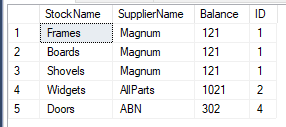 StockName SupplierName Balance ID
1 Frames Magnum 121 1
2 Boards Magnum 121 1
3 Shovels Magnum 121 1
4 Widgets AllParts 1021 2
5 Doors ABN 302 4